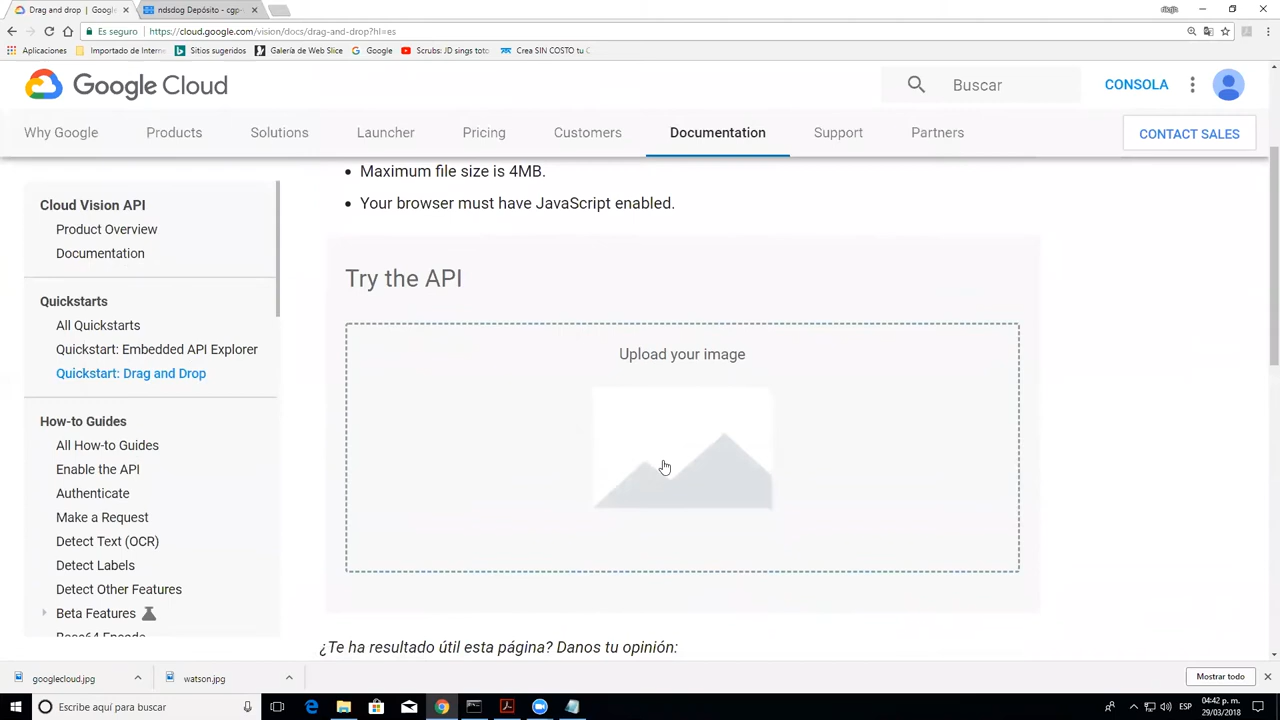 Drag and drop | Google
ndsdog Depósito - cgp-
Es seguro
https://cloud.google.com/vision/docs/drag-and-drop?hl=es
Aplicaciones
Importado de Intern
Sitios sugeridos
Galería de Web Slice
Google
Scrubs: JD sings toto
Crea SIN COSTO tu C
Google Cloud
Buscar
CONSOLA
Why Google
Products
Solutions
Launcher
Pricing
Customers
Documentation
Support
Partners
CONTACT SALES
Maximum file size is 4MB.
Your browser must have JavaScript enabled.
Cloud Vision API
Product Overview
Documentation
Quickstarts
All Quickstarts
Quickstart: Embedded API Explorer
Quickstart: Drag and Drop
How-to Guides
All How-to Guides
Enable the API
Authenticate
Make a Request
Detect Text (OCR)
Detect Labels
Detect Other Features
Beta Features
Base64 Encode
Try the API
Upload your image
¿Te ha resultado útil esta página? Danos tu opinión:
googlecloud.jpg
watson.jpg
Mostrar todo
Escribe aquí para buscar
ESP
04:42 p. m.
29/03/2018